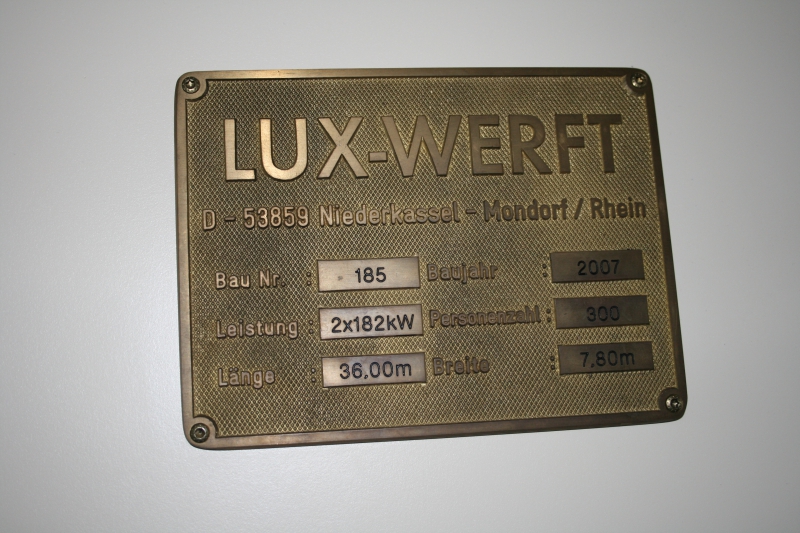 LUX-WERFT
D - 53859 Niederkassel - Mondorf / Rhein
Bau Nr. : 185 Baujahr : 2007
Leistung : 2x182kW Personenzahl : 300
Länge : 36,00m Breite : 7,80m